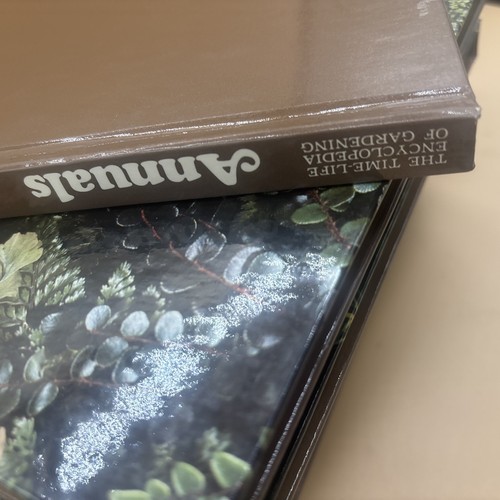 THE TIME-LIFE
ENCYCLOPEDIA
OF GARDENING
Annuals